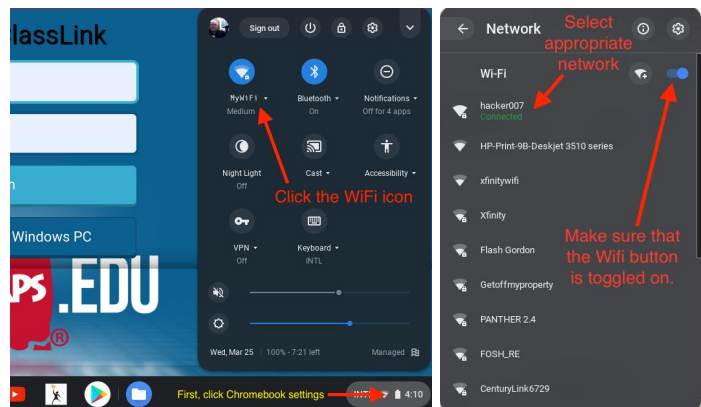 lassLink
Sign out
MyWiFi
Medium
Bluetooth
On
Notifications
Off for 4 apps
Night Light
Off
Cast
Accessibility
Click the WiFi icon
VPN
Off
Keyboard
INTL
Windows PC
PS .EDU
®
Wed, Mar 25 100% - 7:21 left Managed
First, click Chromebook settings
INTL 4:10
Network
Select
appropriate
network
Wi-Fi
hacker007
Connected
HP-Print-9B-Deskjet 3510 series
xfinitywifi
Xfinity
Flash Gordon
Getoffmyproperty
PANTHER 2.4
FOSH_RE
CenturyLink6729
Make sure that
the Wifi button
is toggled on.